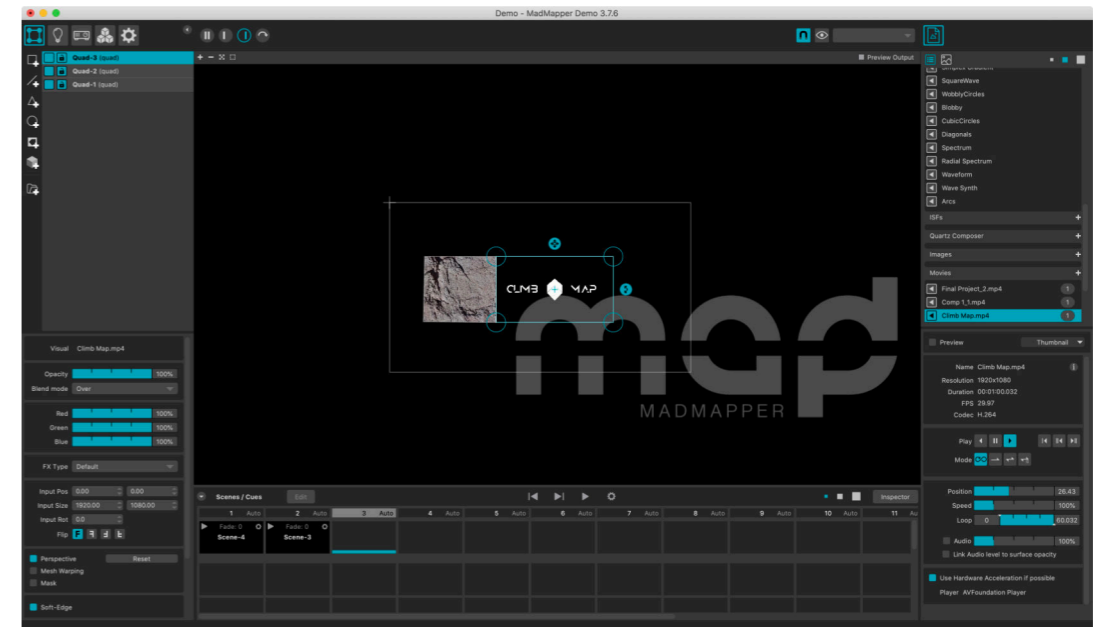 Demo - MadMapper Demo 3.7.6
Preview Output
Quad-3 (quad)
Quad-2 (quad)
Quad-1 (quad)
SquareWave
WobblyCircles
Blobby
CubicCircles
Diagonals
Spectrum
Radial Spectrum
Waveform
Wave Synth
Arcs
ISFs
Quartz Composer
Images
Movies
Final Project_2.mp4 1
Comp 1_1.mp4 1
Climb Map.mp4 1
CLMB MAP
map
MADMAPPER
Visual Climb Map.mp4
Opacity 100%
Blend mode Over
Red 100%
Green 100%
Blue 100%
FX Type Default
Input Pos 0.00 0.00
Input Size 1920.00 1080.00
Input Rot 0.0
Flip F
Perspective Reset
Mesh Warping
Mask
Soft-Edge
Scenes / Cues Edit Inspector
1 Auto 2 Auto 3 Auto 4 Auto 5 Auto 6 Auto 7 Auto 8 Auto 9 Auto 10 Auto 11 Au
Fade: 0 Fade: 0
Scene-4 Scene-3
Preview Thumbnail
Name Climb Map.mp4
Resolution 1920x1080
Duration 00:01:00.032
FPS 29.97
Codec H.264
Play
Mode
Position 26.43
Speed 100%
Loop 0 60.032
Audio 100%
Link Audio level to surface opacity
Use Hardware Acceleration if possible
Player AVFoundation Player